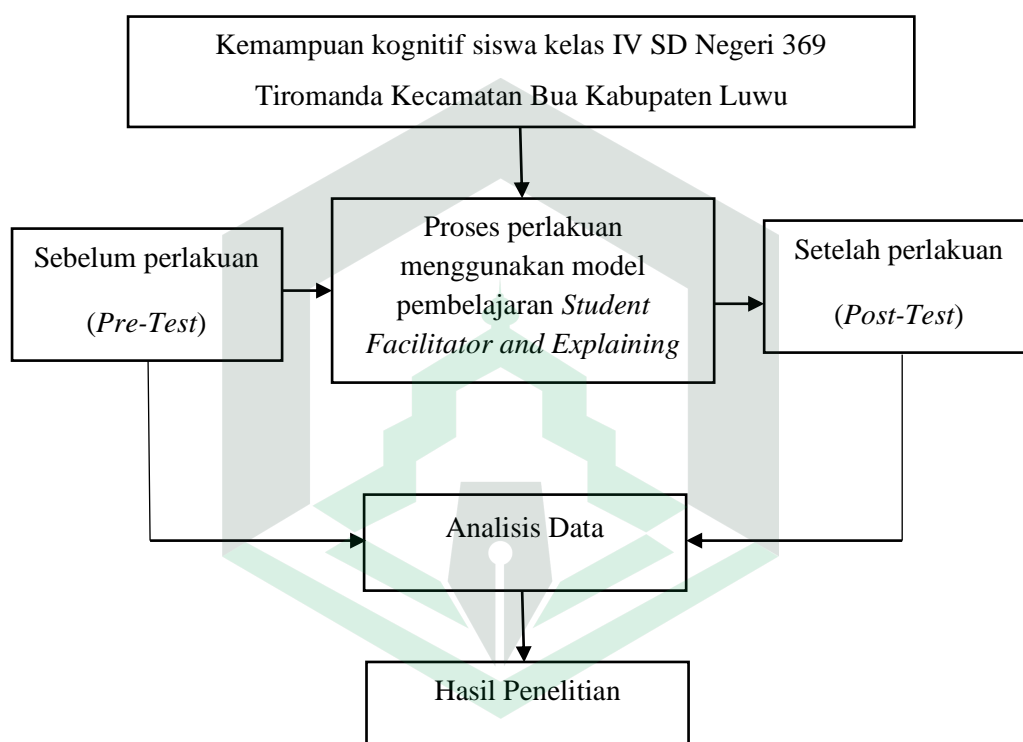 Kemampuan kognitif siswa kelas IV SD Negeri 369
Tiromanda Kecamatan Bua Kabupaten Luwu
Sebelum perlakuan
(Pre-Test)
Proses perlakuan
menggunakan model
pembelajaran Student
Facilitator and Explaining
Setelah perlakuan
(Post-Test)
Analisis Data
Hasil Penelitian